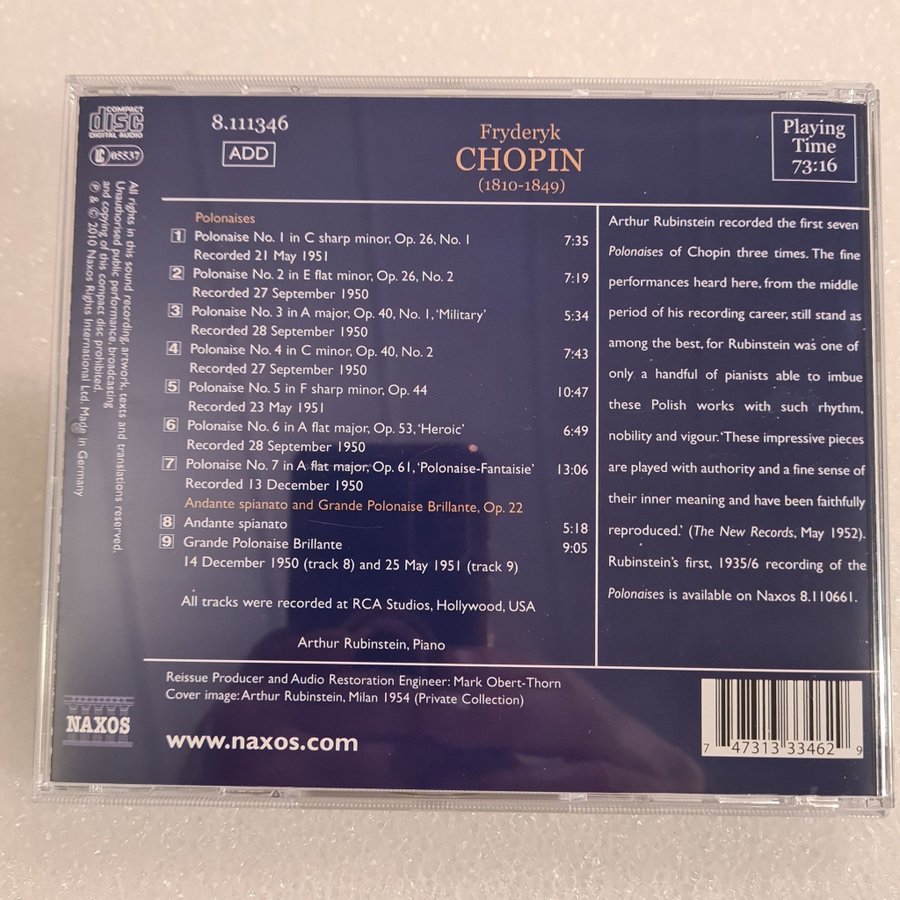 COMPACT
disc
DIGITAL AUDIO
LC 05537
8.111346
ADD
Fryderyk
CHOPIN
(1810-1849)
Playing
Time
73:16
All rights in this sound recording, artwork, texts and translations reserved.
Unauthorised public performance, broadcasting
and copying of this compact disc prohibited.
℗ & © 2010 Naxos Rights International Ltd. Made in Germany
Polonaises
1 Polonaise No. 1 in C sharp minor, Op. 26, No. 1 7:35
Recorded 21 May 1951
2 Polonaise No. 2 in E flat minor, Op. 26, No. 2 7:19
Recorded 27 September 1950
3 Polonaise No. 3 in A major, Op. 40, No. 1, ‘Military’ 5:34
Recorded 28 September 1950
4 Polonaise No. 4 in C minor, Op. 40, No. 2 7:43
Recorded 27 September 1950
5 Polonaise No. 5 in F sharp minor, Op. 44 10:47
Recorded 23 May 1951
6 Polonaise No. 6 in A flat major, Op. 53, ‘Heroic’ 6:49
Recorded 28 September 1950
7 Polonaise No. 7 in A flat major, Op. 61, ‘Polonaise-Fantaisie’ 13:06
Recorded 13 December 1950
Andante spianato and Grande Polonaise Brillante, Op. 22
8 Andante spianato 5:18
9 Grande Polonaise Brillante 9:05
14 December 1950 (track 8) and 25 May 1951 (track 9)
All tracks were recorded at RCA Studios, Hollywood, USA
Arthur Rubinstein, Piano
Arthur Rubinstein recorded the first seven
Polonaises of Chopin three times. The fine
performances heard here, from the middle
period of his recording career, still stand as
among the best, for Rubinstein was one of
only a handful of pianists able to imbue
these Polish works with such rhythm,
nobility and vigour. ‘These impressive pieces
are played with authority and a fine sense of
their inner meaning and have been faithfully
reproduced.’ (The New Records, May 1952).
Rubinstein’s first, 1935/6 recording of the
Polonaises is available on Naxos 8.110661.
Reissue Producer and Audio Restoration Engineer: Mark Obert-Thorn
Cover image: Arthur Rubinstein, Milan 1954 (Private Collection)
NAXOS
www.naxos.com
7 47313 33462 9